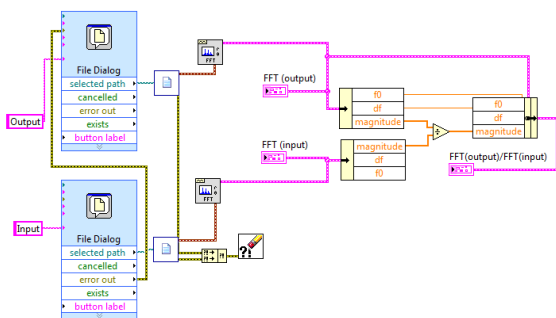 File Dialog
selected path
cancelled
error out
exists
button label
Output
FFT
FFT (output)
f0
df
magnitude
f0
df
magnitude
FFT (input)
magnitude
df
f0
FFT(output)/FFT(input)
File Dialog
selected path
cancelled
error out
exists
button label
Input
FFT
?!